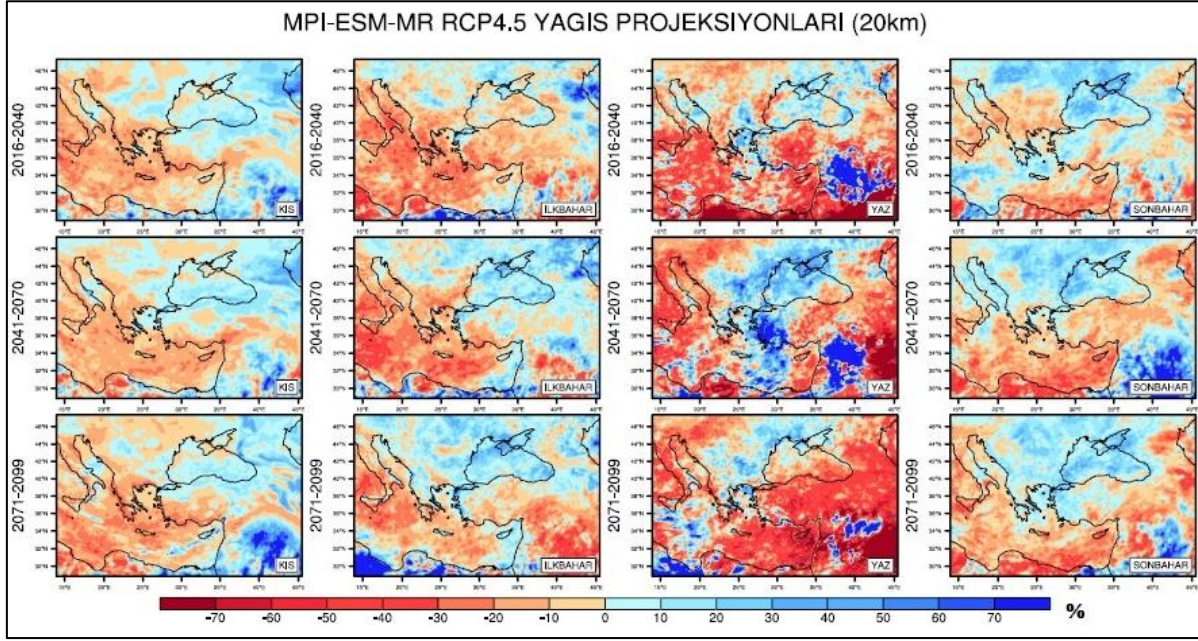 MPI-ESM-MR RCP4.5 YAGIS PROJEKSIYONLARI (20km)
2016-2040
KIS
2016-2040
ILKBAHAR
2016-2040
YAZ
2016-2040
SONBAHAR
2041-2070
KIS
2041-2070
ILKBAHAR
2041-2070
YAZ
2041-2070
SONBAHAR
2071-2099
KIS
2071-2099
ILKBAHAR
2071-2099
YAZ
2071-2099
SONBAHAR
-70 -60 -50 -40 -30 -20 -10 0 10 20 30 40 50 60 70 %